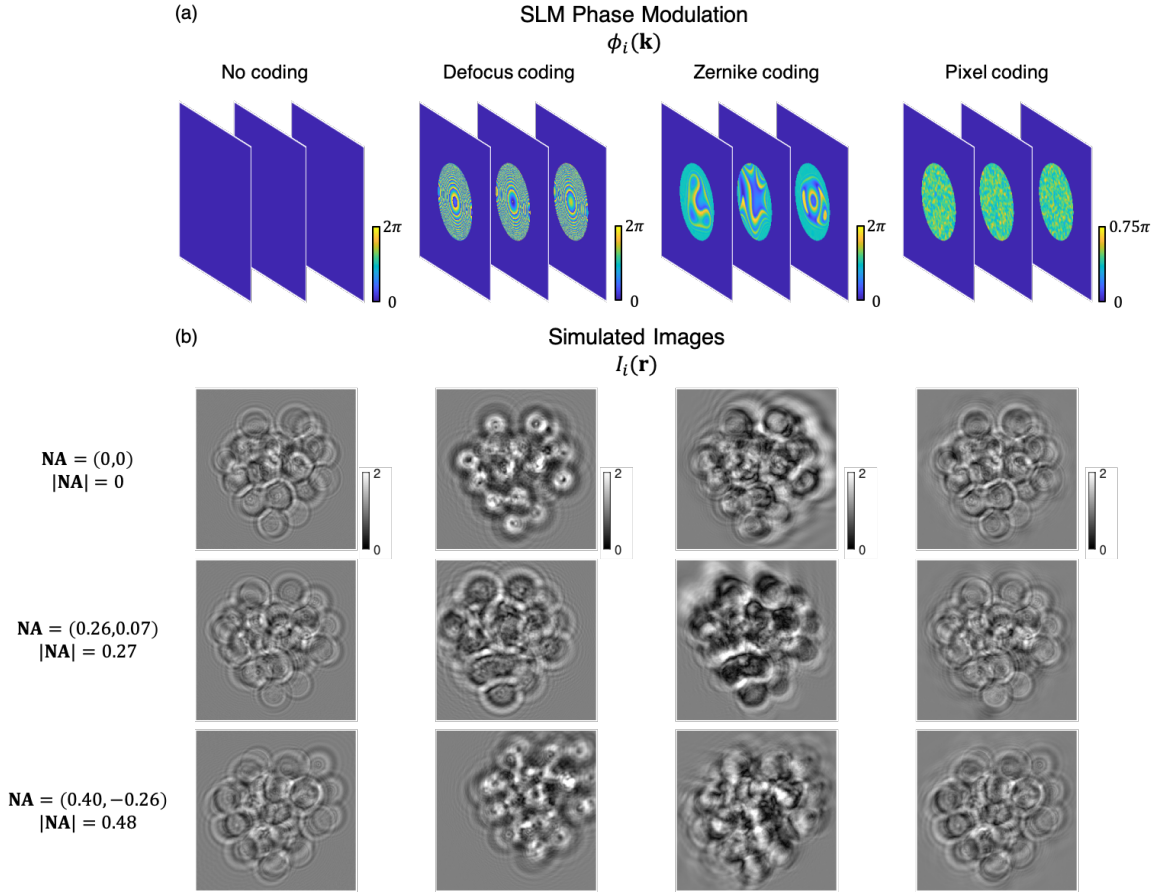 (a)
SLM Phase Modulation
ϕᵢ(𝐤)
No coding
Defocus coding
Zernike coding
Pixel coding
2π
0
2π
0
2π
0
0.75π
0
(b)
Simulated Images
Iᵢ(𝐫)
𝐍𝐀 = (0,0)
|𝐍𝐀| = 0
2
0
2
0
2
0
2
0
𝐍𝐀 = (0.26,0.07)
|𝐍𝐀| = 0.27
𝐍𝐀 = (0.40, −0.26)
|𝐍𝐀| = 0.48